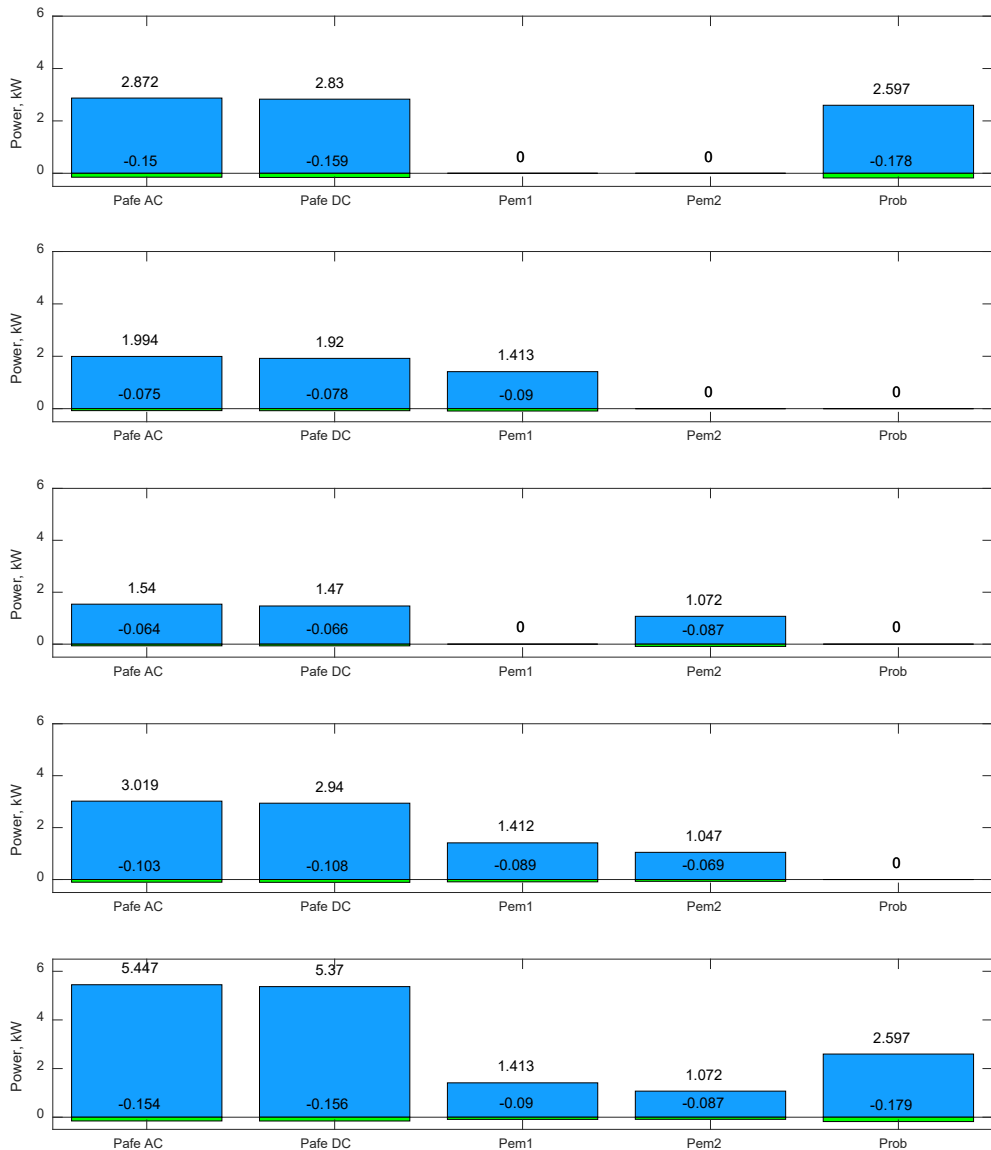 6
4
2
0
Power, kW
2.872 2.83 0 0 2.597
-0.15 -0.159 -0.178
Pafe AC Pafe DC Pem1 Pem2 Prob
6
4
2
0
Power, kW
1.994 1.92 1.413 0 0
-0.075 -0.078 -0.09
Pafe AC Pafe DC Pem1 Pem2 Prob
6
4
2
0
Power, kW
1.54 1.47 0 1.072 0
-0.064 -0.066 -0.087
Pafe AC Pafe DC Pem1 Pem2 Prob
6
4
2
0
Power, kW
3.019 2.94 1.412 1.047 0
-0.103 -0.108 -0.089 -0.069
Pafe AC Pafe DC Pem1 Pem2 Prob
6
4
2
0
Power, kW
5.447 5.37 1.413 1.072 2.597
-0.154 -0.156 -0.09 -0.087 -0.179
Pafe AC Pafe DC Pem1 Pem2 Prob